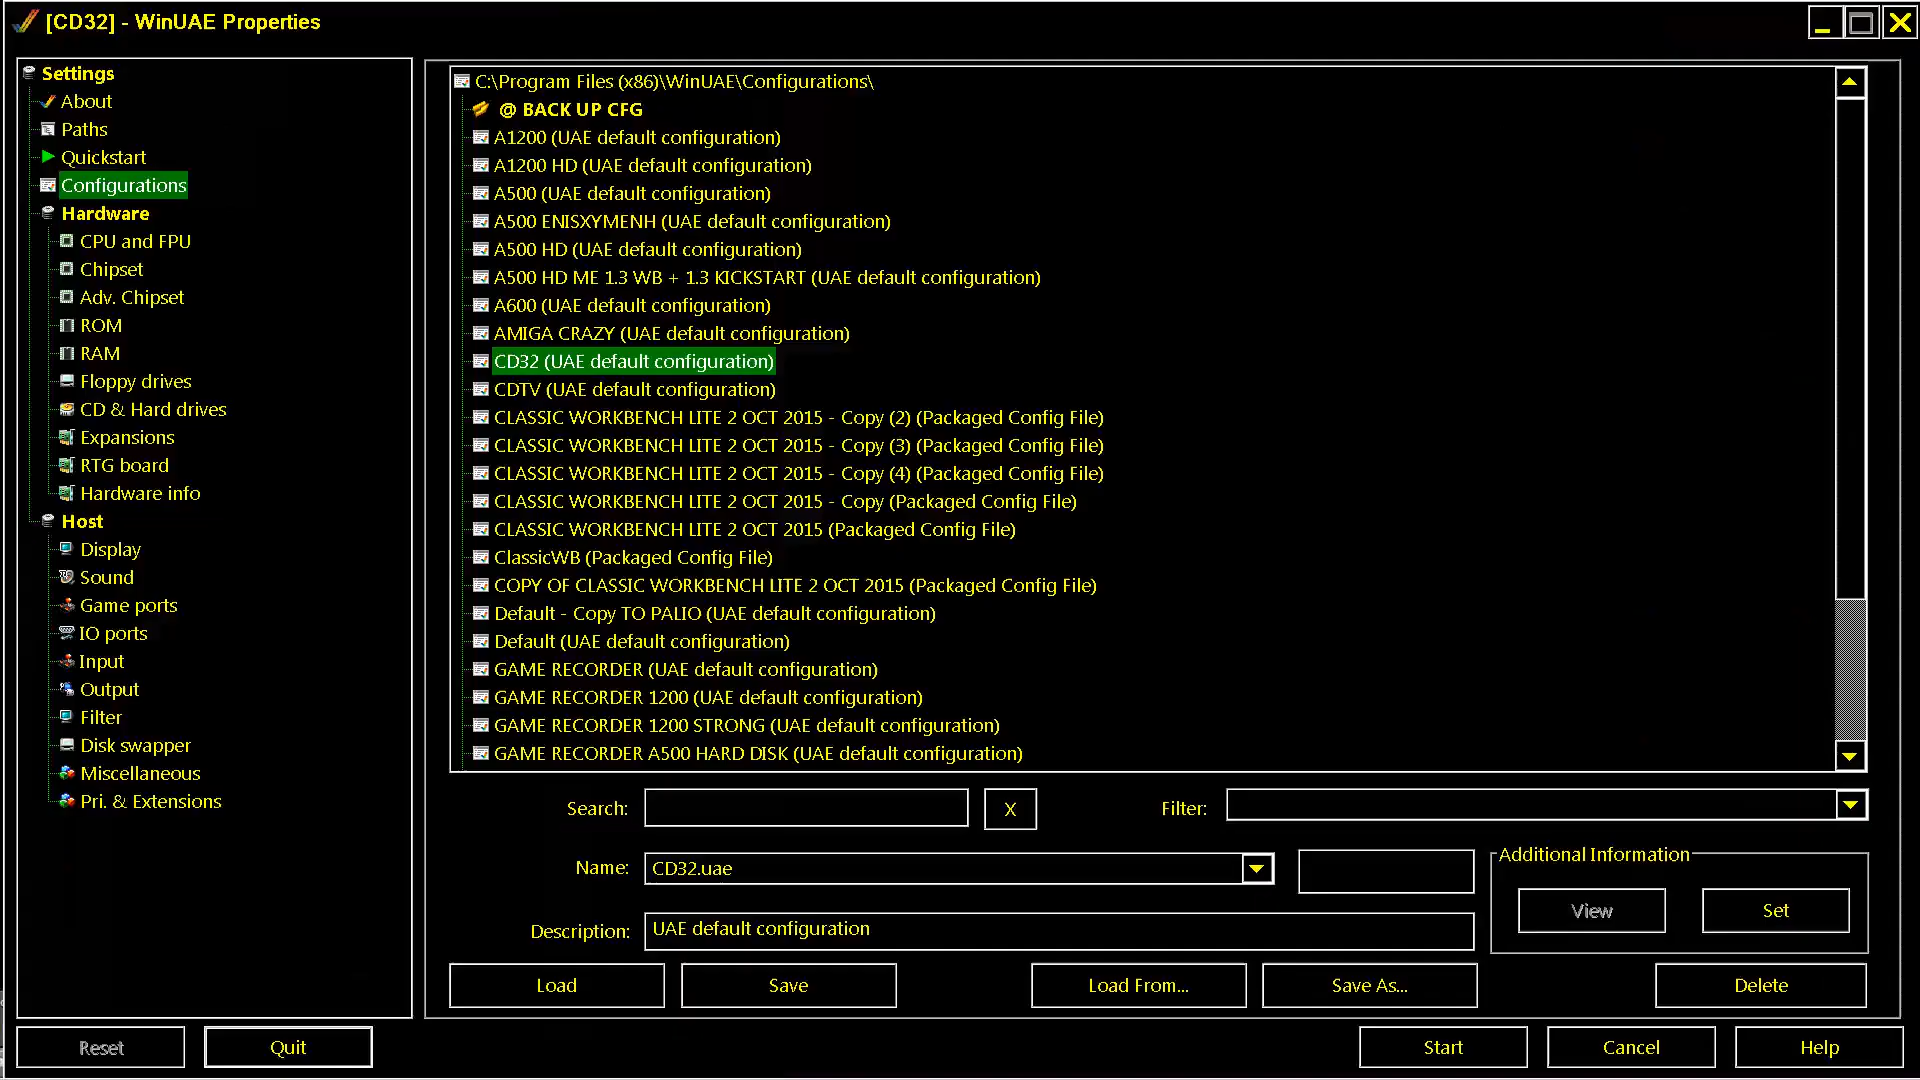 [CD32] - WinUAE Properties
Settings
About
Paths
Quickstart
Configurations
Hardware
CPU and FPU
Chipset
Adv. Chipset
ROM
RAM
Floppy drives
CD & Hard drives
Expansions
RTG board
Hardware info
Host
Display
Sound
Game ports
IO ports
Input
Output
Filter
Disk swapper
Miscellaneous
Pri. & Extensions
C:\Program Files (x86)\WinUAE\Configurations\
@ BACK UP CFG
A1200 (UAE default configuration)
A1200 HD (UAE default configuration)
A500 (UAE default configuration)
A500 ENISXYMENH (UAE default configuration)
A500 HD (UAE default configuration)
A500 HD ME 1.3 WB + 1.3 KICKSTART (UAE default configuration)
A600 (UAE default configuration)
AMIGA CRAZY (UAE default configuration)
CD32 (UAE default configuration)
CDTV (UAE default configuration)
CLASSIC WORKBENCH LITE 2 OCT 2015 - Copy (2) (Packaged Config File)
CLASSIC WORKBENCH LITE 2 OCT 2015 - Copy (3) (Packaged Config File)
CLASSIC WORKBENCH LITE 2 OCT 2015 - Copy (4) (Packaged Config File)
CLASSIC WORKBENCH LITE 2 OCT 2015 - Copy (Packaged Config File)
CLASSIC WORKBENCH LITE 2 OCT 2015 (Packaged Config File)
ClassicWB (Packaged Config File)
COPY OF CLASSIC WORKBENCH LITE 2 OCT 2015 (Packaged Config File)
Default - Copy TO PALIO (UAE default configuration)
Default (UAE default configuration)
GAME RECORDER (UAE default configuration)
GAME RECORDER 1200 (UAE default configuration)
GAME RECORDER 1200 STRONG (UAE default configuration)
GAME RECORDER A500 HARD DISK (UAE default configuration)
Search: X Filter:
Name: CD32.uae
Additional Information
View Set
Description: UAE default configuration
Load Save Load From... Save As... Delete
Reset Quit Start Cancel Help